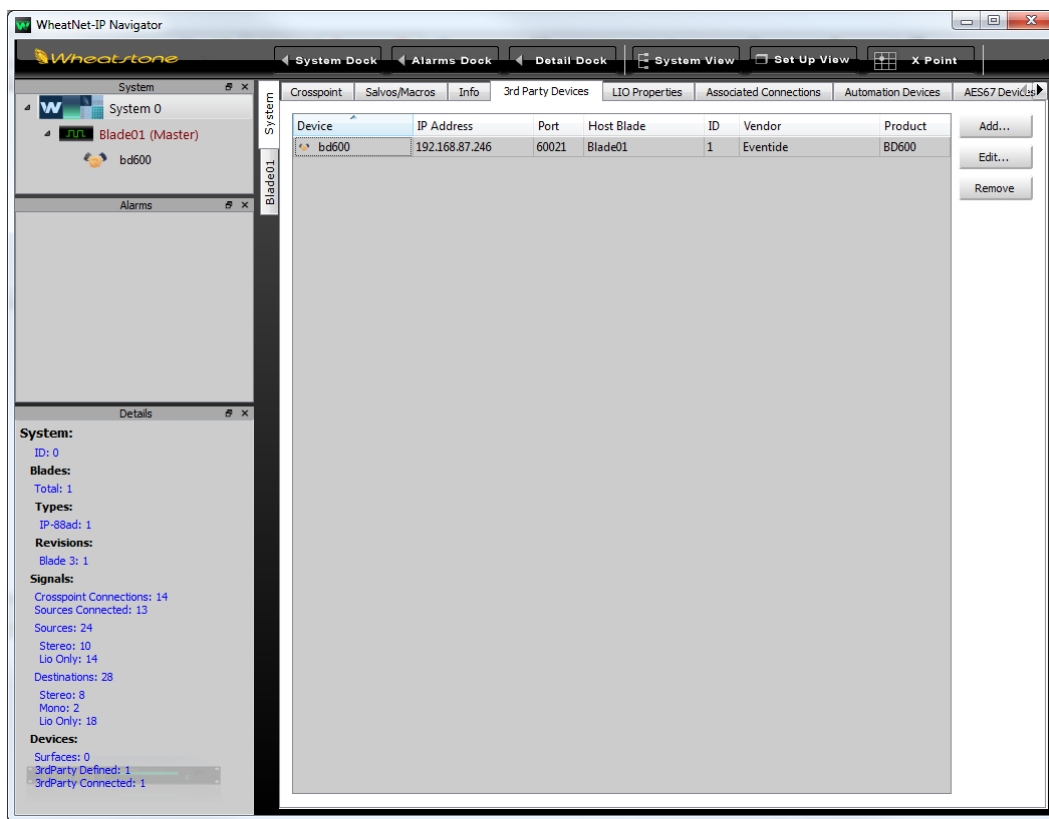 WheatNet-IP Navigator
Wheatstone
System Dock Alarms Dock Detail Dock System View Set Up View X Point
System
W System 0
Blade01 (Master)
bd600
Alarms
Details
System:
ID: 0
Blades:
Total: 1
Types:
IP-88ad: 1
Revisions:
Blade 3: 1
Signals:
Crosspoint Connections: 14
Sources Connected: 13
Sources: 24
Stereo: 10
Lio Only: 14
Destinations: 28
Stereo: 8
Mono: 2
Lio Only: 18
Devices:
Surfaces: 0
3rdParty Defined: 1
3rdParty Connected: 1
System
Blade01
Crosspoint Salvos/Macros Info 3rd Party Devices LIO Properties Associated Connections Automation Devices AES67 Devices
Device IP Address Port Host Blade ID Vendor Product
bd600 192.168.87.246 60021 Blade01 1 Eventide BD600
Add...
Edit...
Remove